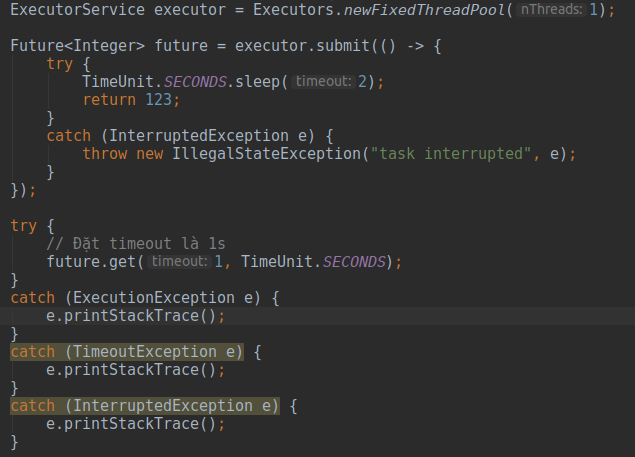 ExecutorService executor = Executors.newFixedThreadPool( nThreads: 1);

Future<Integer> future = executor.submit(() -> {
    try {
        TimeUnit.SECONDS.sleep( timeout: 2);
        return 123;
    }
    catch (InterruptedException e) {
        throw new IllegalStateException("task interrupted", e);
    }
});

try {
    // Đặt timeout là 1s
    future.get( timeout: 1, TimeUnit.SECONDS);
}
catch (ExecutionException e) {
    e.printStackTrace();
}
catch (TimeoutException e) {
    e.printStackTrace();
}
catch (InterruptedException e) {
    e.printStackTrace();
}